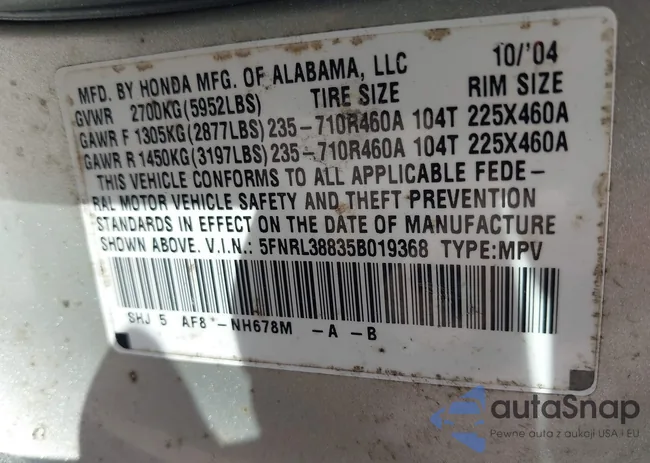 MFD. BY HONDA MFG. OF ALABAMA, LLC 10/'04
GVWR 2700KG(5952LBS) TIRE SIZE RIM SIZE
GAWR F 1305KG(2877LBS) 235-710R460A 104T 225X460A
GAWR R 1450KG(3197LBS) 235-710R460A 104T 225X460A
THIS VEHICLE CONFORMS TO ALL APPLICABLE FEDE-
RAL MOTOR VEHICLE SAFETY AND THEFT PREVENTION
STANDARDS IN EFFECT ON THE DATE OF MANUFACTURE
SHOWN ABOVE. V.I.N.: 5FNRL38835B019368 TYPE:MPV
SHJ 5 AF8 -NH678M -A -B
autaSnap
Pewne auta z aukcji USA i EU